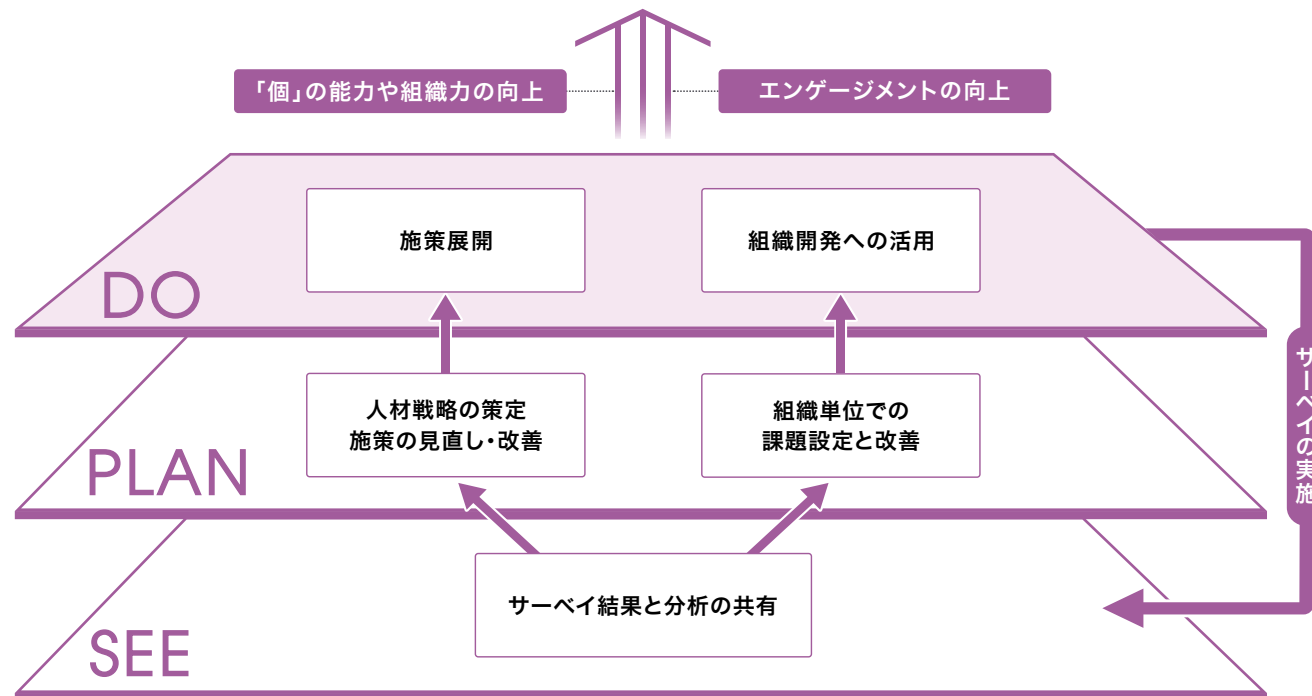 「個」の能力や組織力の向上
エンゲージメントの向上
施策展開
組織開発への活用
DO
人材戦略の策定
施策の見直し・改善
組織単位での
課題設定と改善
PLAN
サーベイの実施
サーベイ結果と分析の共有
SEE